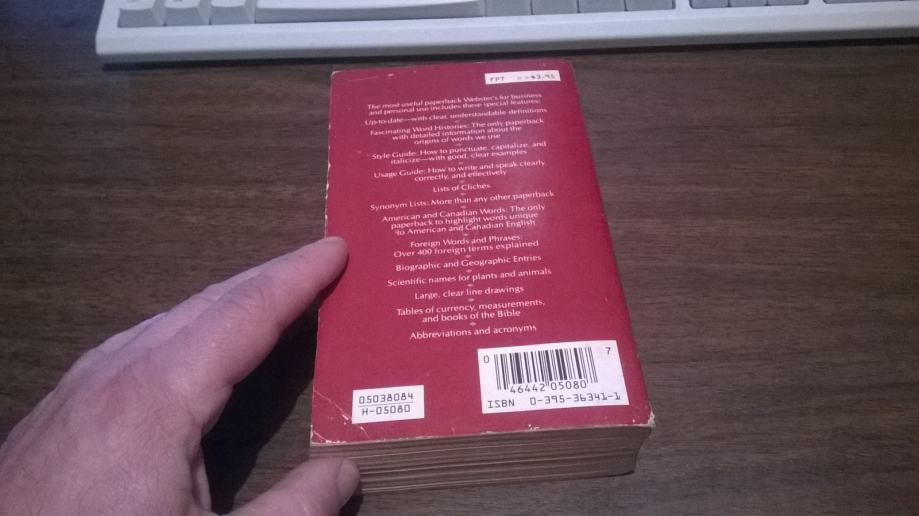 FPT >>$3.95
The most useful paperback Webster's for business
and personal use includes these special features:
Up-to-date—with clear, understandable definitions
Fascinating Word Histories: The only paperback
with detailed information about the
origins of words we use
Style Guide: How to punctuate, capitalize, and
italicize—with good, clear examples
Usage Guide: How to write and speak clearly,
correctly, and effectively
Lists of Clichés
Synonym Lists: More than any other paperback
American and Canadian Words: The only
paperback to highlight words unique
to American and Canadian English
Foreign Words and Phrases:
Over 400 foreign terms explained
Biographic and Geographic Entries
Scientific names for plants and animals
Large, clear line drawings
Tables of currency, measurements,
and books of the Bible
Abbreviations and acronyms
0 7
46442 05080
ISBN 0-395-36341-1
05038084
H-05080